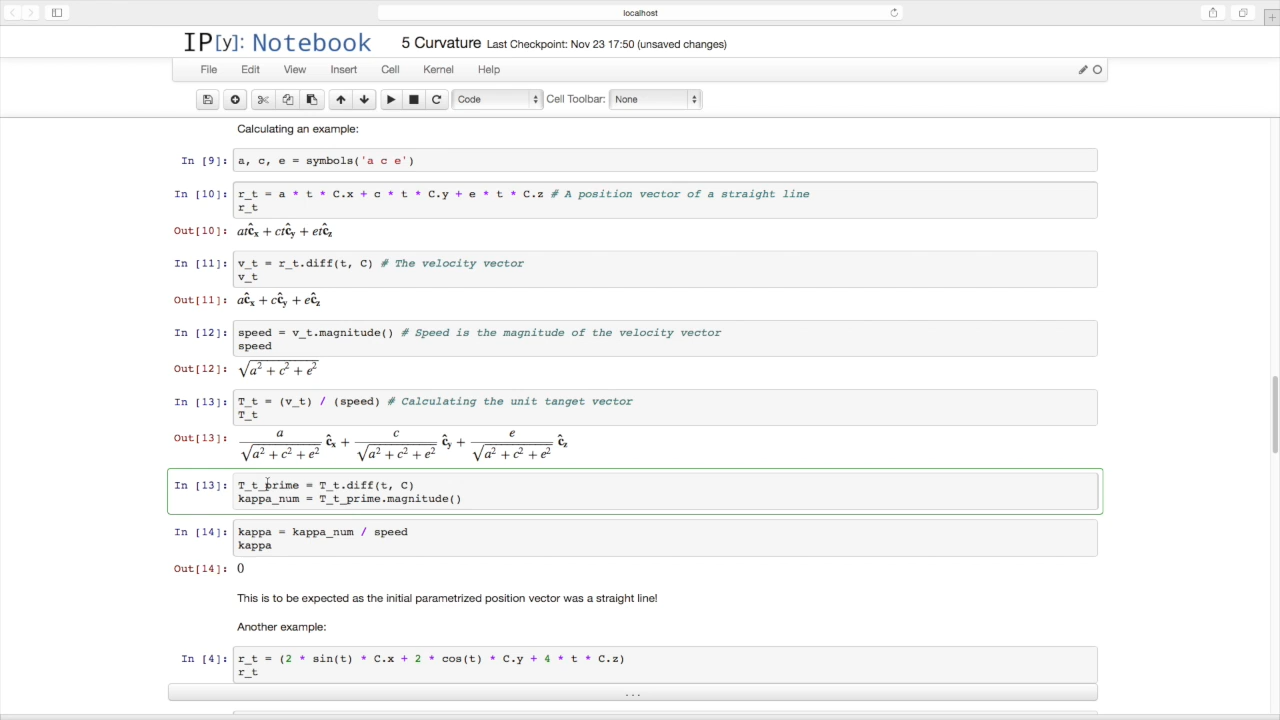 localhost
IP[y]: Notebook 5 Curvature Last Checkpoint: Nov 23 17:50 (unsaved changes)
File Edit View Insert Cell Kernel Help
Code Cell Toolbar: None
Calculating an example:
In [9]: a, c, e = symbols('a c e')
In [10]: r_t = a * t * C.x + c * t * C.y + e * t * C.z # A position vector of a straight line
r_t
Out[10]: atĉₓ + ctĉ_y + etĉ_z
In [11]: v_t = r_t.diff(t, C) # The velocity vector
v_t
Out[11]: aĉₓ + cĉ_y + eĉ_z
In [12]: speed = v_t.magnitude() # Speed is the magnitude of the velocity vector
speed
Out[12]: √(a² + c² + e²)
In [13]: T_t = (v_t) / (speed) # Calculating the unit tanget vector
T_t
Out[13]: a/√(a² + c² + e²) ĉₓ + c/√(a² + c² + e²) ĉ_y + e/√(a² + c² + e²) ĉ_z
In [13]: T_t_prime = T_t.diff(t, C)
kappa_num = T_t_prime.magnitude()
In [14]: kappa = kappa_num / speed
kappa
Out[14]: 0
This is to be expected as the initial parametrized position vector was a straight line!
Another example:
In [4]: r_t = (2 * sin(t) * C.x + 2 * cos(t) * C.y + 4 * t * C.z)
r_t
...